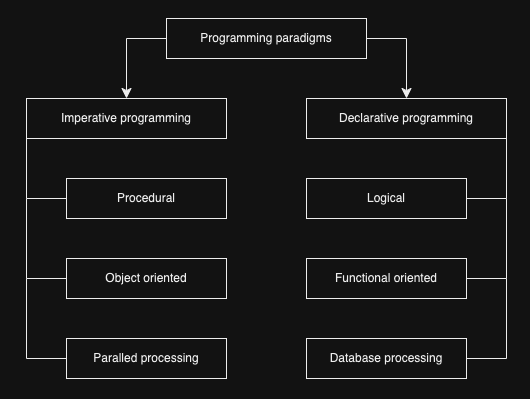 Programming paradigms
Imperative programming
Declarative programming
Procedural
Logical
Object oriented
Functional oriented
Paralled processing
Database processing